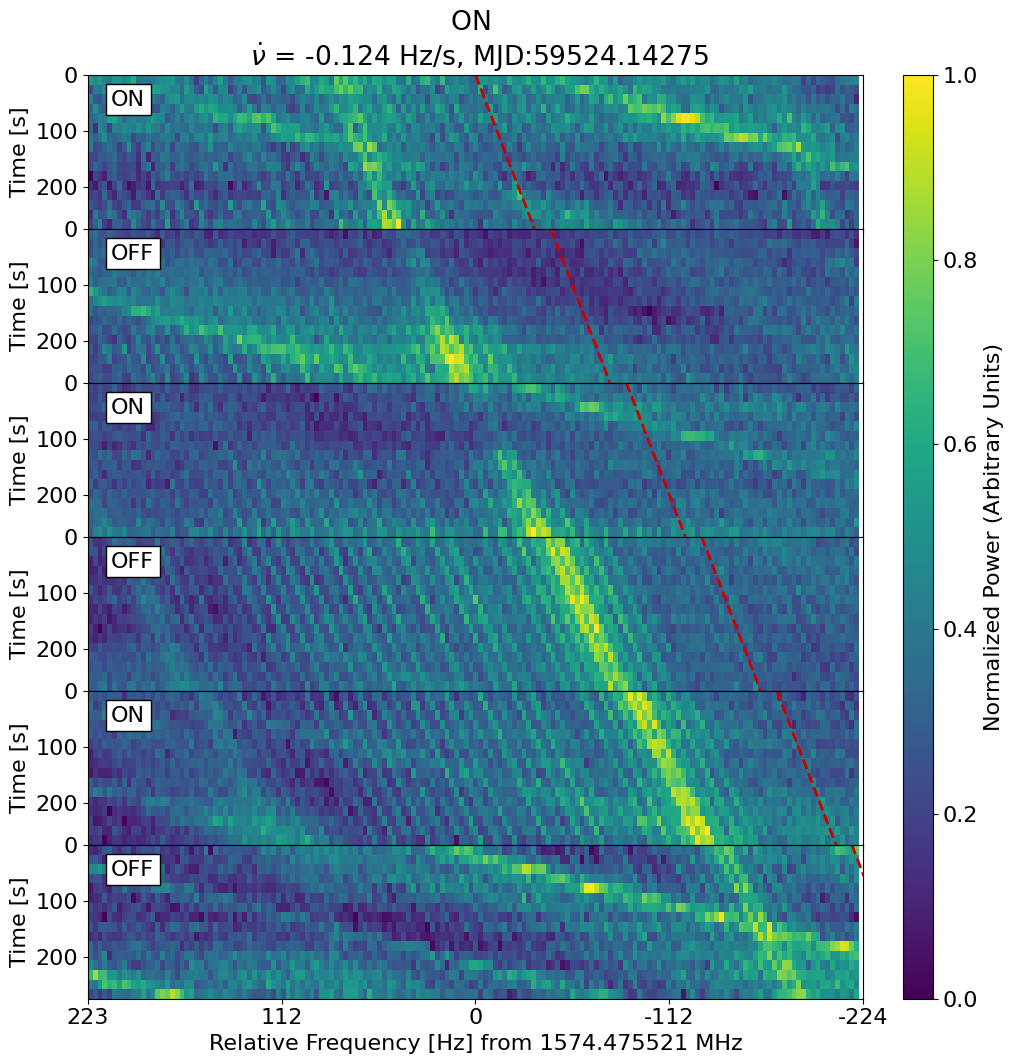 ON
ν̇ = -0.124 Hz/s, MJD:59524.14275
ON
OFF
ON
OFF
ON
OFF
Time [s]
0
100
200
Time [s]
0
100
200
Time [s]
0
100
200
Time [s]
0
100
200
Time [s]
0
100
200
Time [s]
0
100
200
223
112
0
-112
-224
Relative Frequency [Hz] from 1574.475521 MHz
1.0
0.8
0.6
0.4
0.2
0.0
Normalized Power (Arbitrary Units)